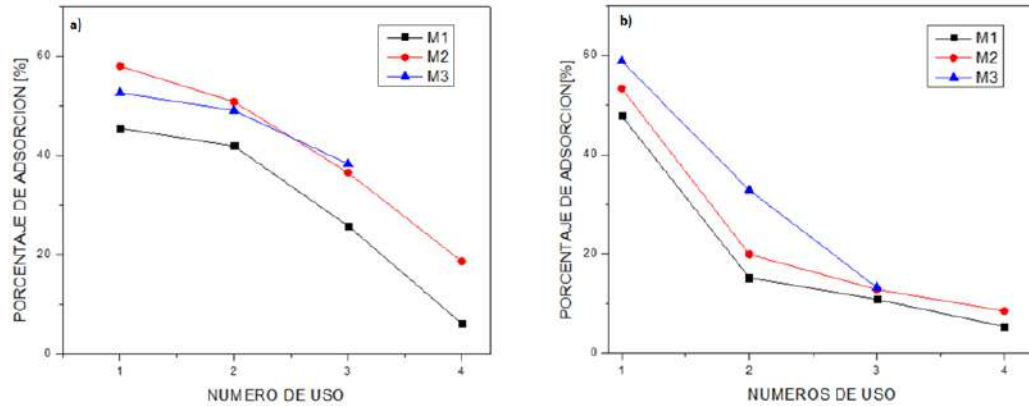 a)
M1
M2
M3
60
40
20
0
PORCENTAJE DE ADSORCION [%]
1 2 3 4
NUMERO DE USO
b)
M1
M2
M3
60
40
20
0
PORCENTAJE DE ADSORCION[%]
1 2 3 4
NUMEROS DE USO